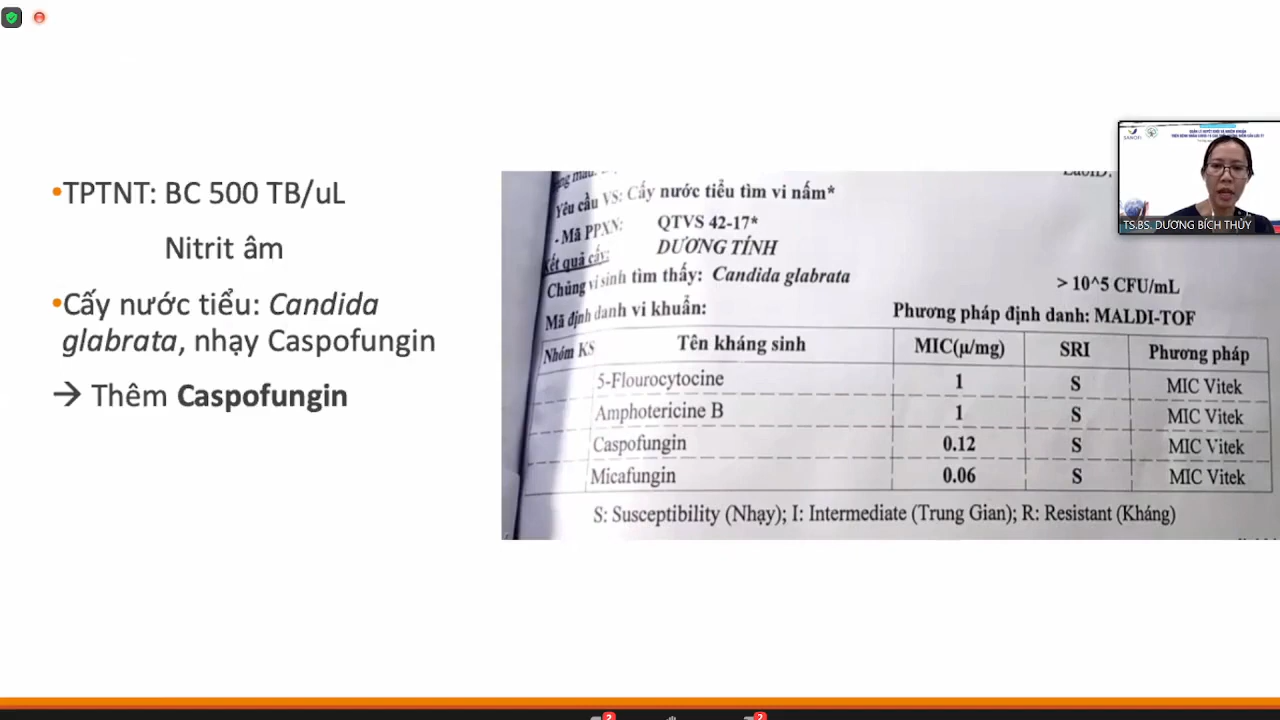 •TPTNT: BC 500 TB/uL
Nitrit âm
•Cấy nước tiểu: Candida
glabrata, nhạy Caspofungin
→ Thêm Caspofungin
Yêu cầu VS: Cấy nước tiểu tìm vi nấm*
- Mã PPXN: QTVS 42-17*
Kết quả cấy: DƯƠNG TÍNH
Chủng vi sinh tìm thấy: Candida glabrata > 10^5 CFU/mL
Mã định danh vi khuẩn: Phương pháp định danh: MALDI-TOF
Nhóm KS Tên kháng sinh MIC(µ/mg) SRI Phương pháp
5-Flourocytocine 1 S MIC Vitek
Amphotericine B 1 S MIC Vitek
Caspofungin 0.12 S MIC Vitek
Micafungin 0.06 S MIC Vitek
S: Susceptibility (Nhạy); I: Intermediate (Trung Gian); R: Resistant (Kháng)
SANOFI
TS.BS. DƯƠNG BÍCH THỦY
2
2